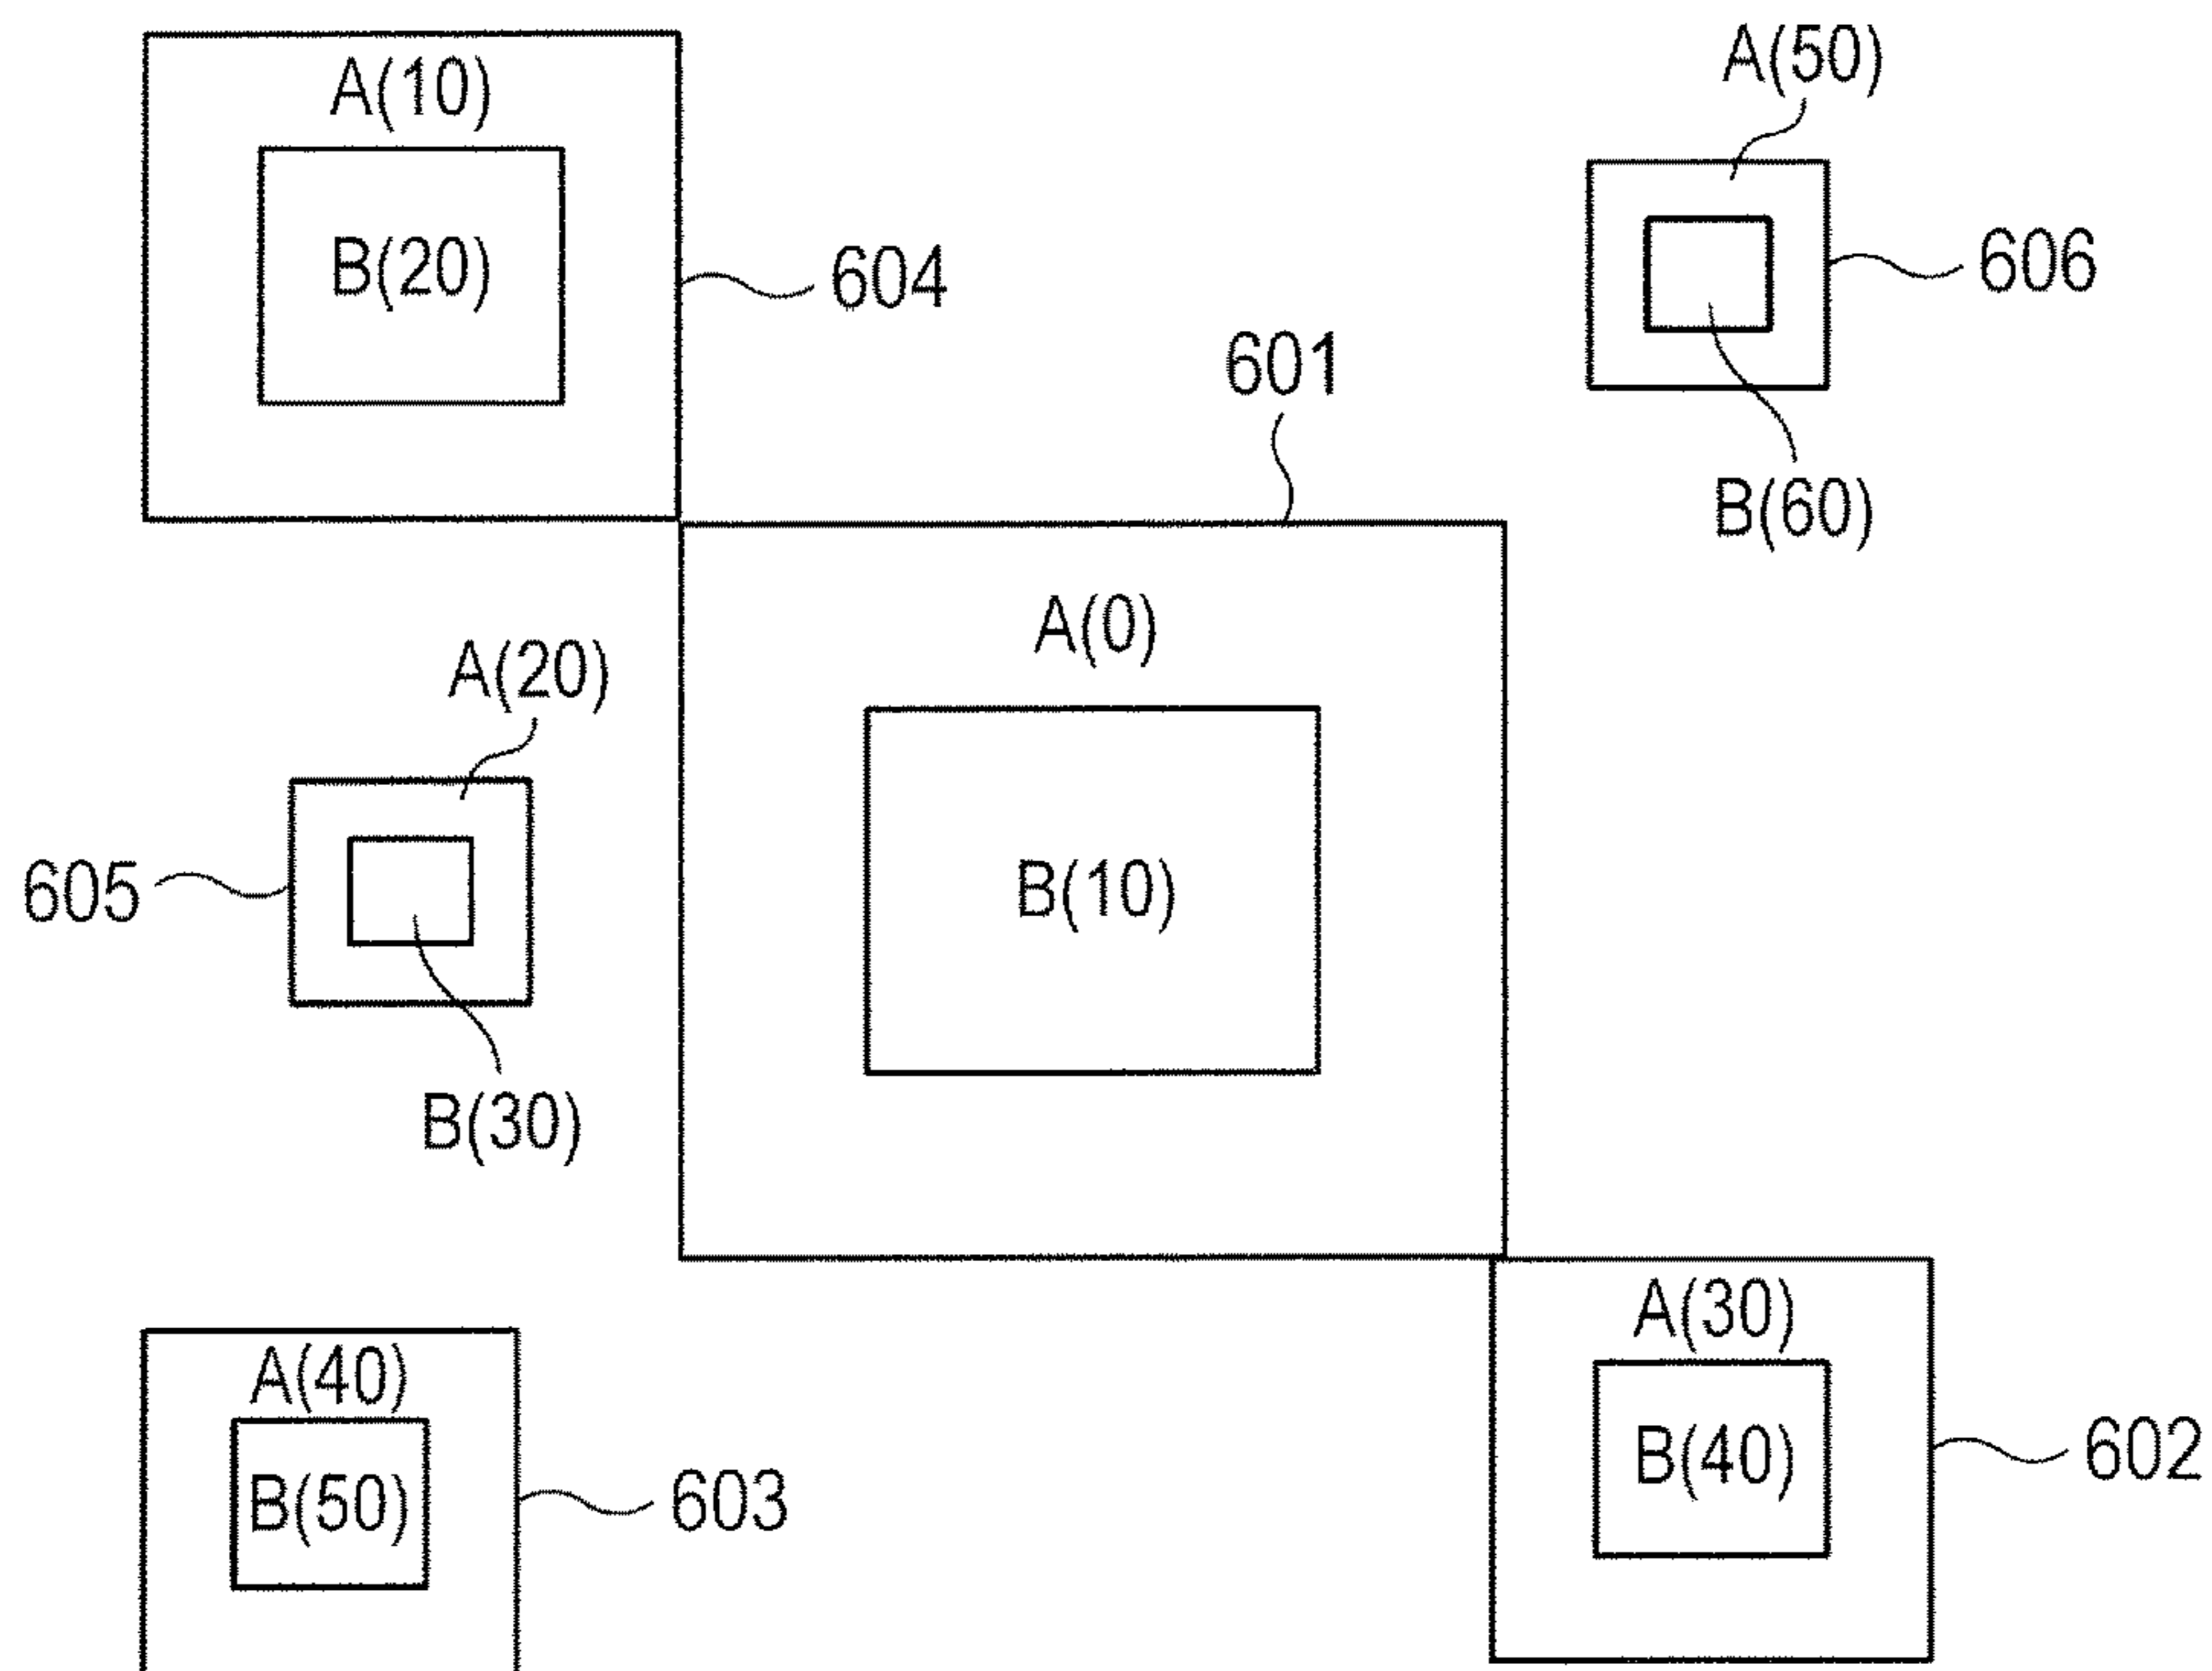 A(10)
B(20)
604
A(50)
606
B(60)
601
A(0)
B(10)
A(20)
605
B(30)
A(40)
B(50)
603
A(30)
B(40)
602